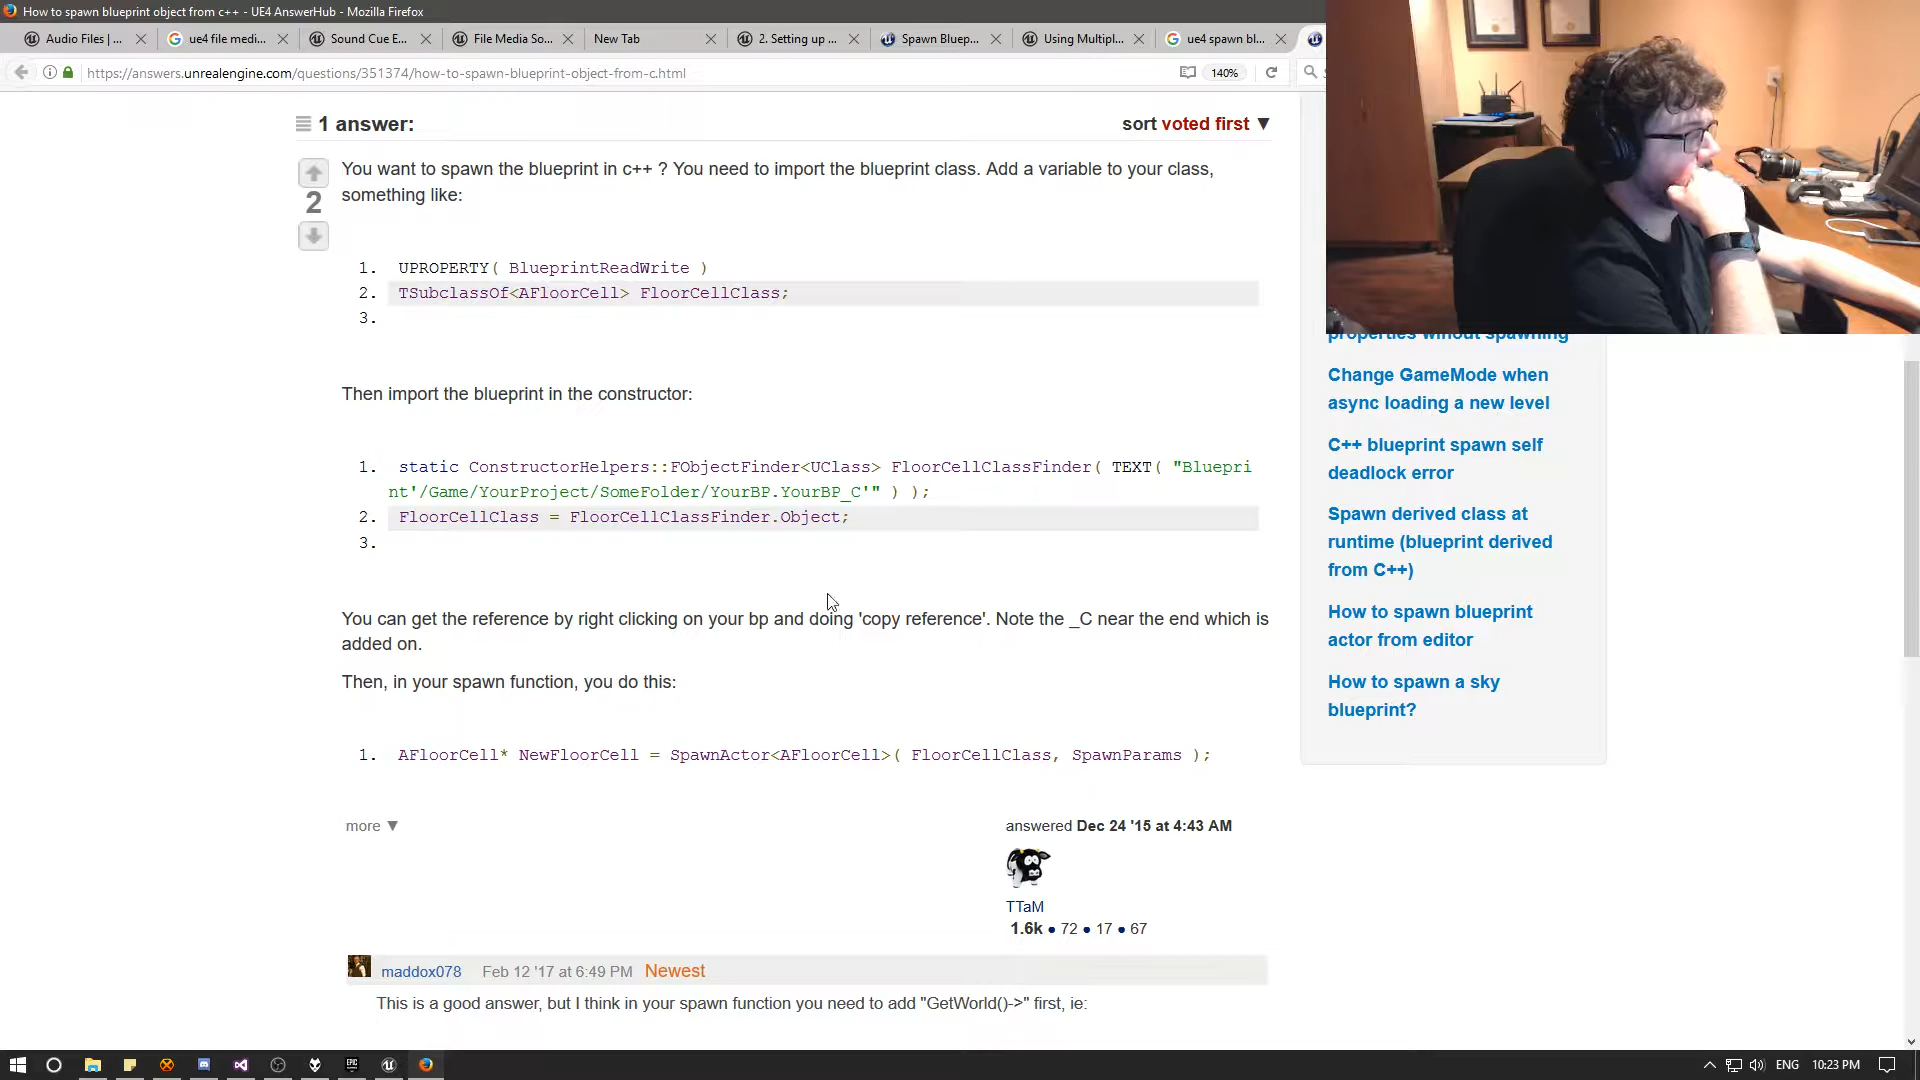 How to spawn blueprint object from c++ - UE4 AnswerHub - Mozilla Firefox
Audio Files | ...
ue4 file medi...
Sound Cue E...
File Media So...
New Tab
2. Setting up ...
Spawn Bluep...
Using Multipl...
ue4 spawn bl...
https://answers.unrealengine.com/questions/351374/how-to-spawn-blueprint-object-from-c.html
140%
1 answer:
sort voted first ▼
You want to spawn the blueprint in c++ ? You need to import the blueprint class. Add a variable to your class,
something like:
2
1. UPROPERTY( BlueprintReadWrite )
2. TSubclassOf<AFloorCell> FloorCellClass;
3.
Then import the blueprint in the constructor:
1. static ConstructorHelpers::FObjectFinder<UClass> FloorCellClassFinder( TEXT( "Bluepri
nt'/Game/YourProject/SomeFolder/YourBP.YourBP_C'" ) );
2. FloorCellClass = FloorCellClassFinder.Object;
3.
You can get the reference by right clicking on your bp and doing 'copy reference'. Note the _C near the end which is
added on.
Then, in your spawn function, you do this:
1. AFloorCell* NewFloorCell = SpawnActor<AFloorCell>( FloorCellClass, SpawnParams );
more ▼
answered Dec 24 '15 at 4:43 AM
TTaM
1.6k ● 72 ● 17 ● 67
maddox078 Feb 12 '17 at 6:49 PM Newest
This is a good answer, but I think in your spawn function you need to add "GetWorld()->" first, ie:
properties without spawning
Change GameMode when
async loading a new level
C++ blueprint spawn self
deadlock error
Spawn derived class at
runtime (blueprint derived
from C++)
How to spawn blueprint
actor from editor
How to spawn a sky
blueprint?
EPIC
ENG
10:23 PM